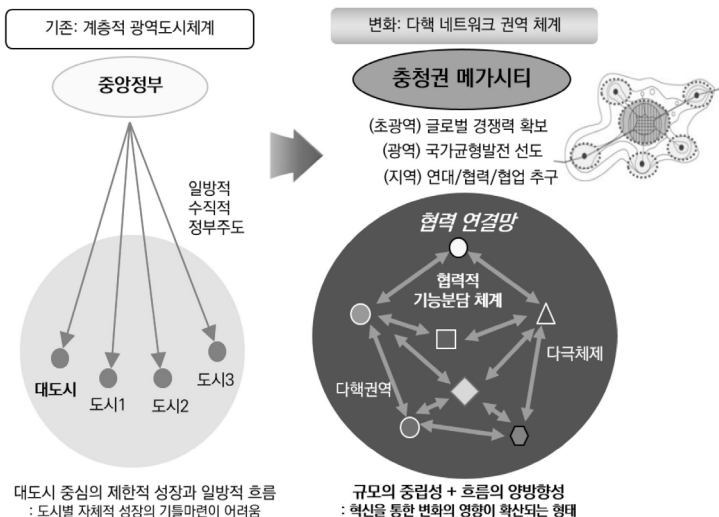 기존: 계층적 광역도시체계
중앙정부
일방적
수직적
정부주도
대도시
도시1
도시2
도시3
대도시 중심의 제한적 성장과 일방적 흐름
: 도시별 자체적 성장의 기틀마련이 어려움
변화: 다핵 네트워크 권역 체계
충청권 메가시티
(초광역) 글로벌 경쟁력 확보
(광역) 국가균형발전 선도
(지역) 연대/협력/협업 추구
협력 연결망
협력적
기능분담 체계
다극체제
다핵권역
규모의 중립성 + 흐름의 양방향성
: 혁신을 통한 변화의 영향이 확산되는 형태